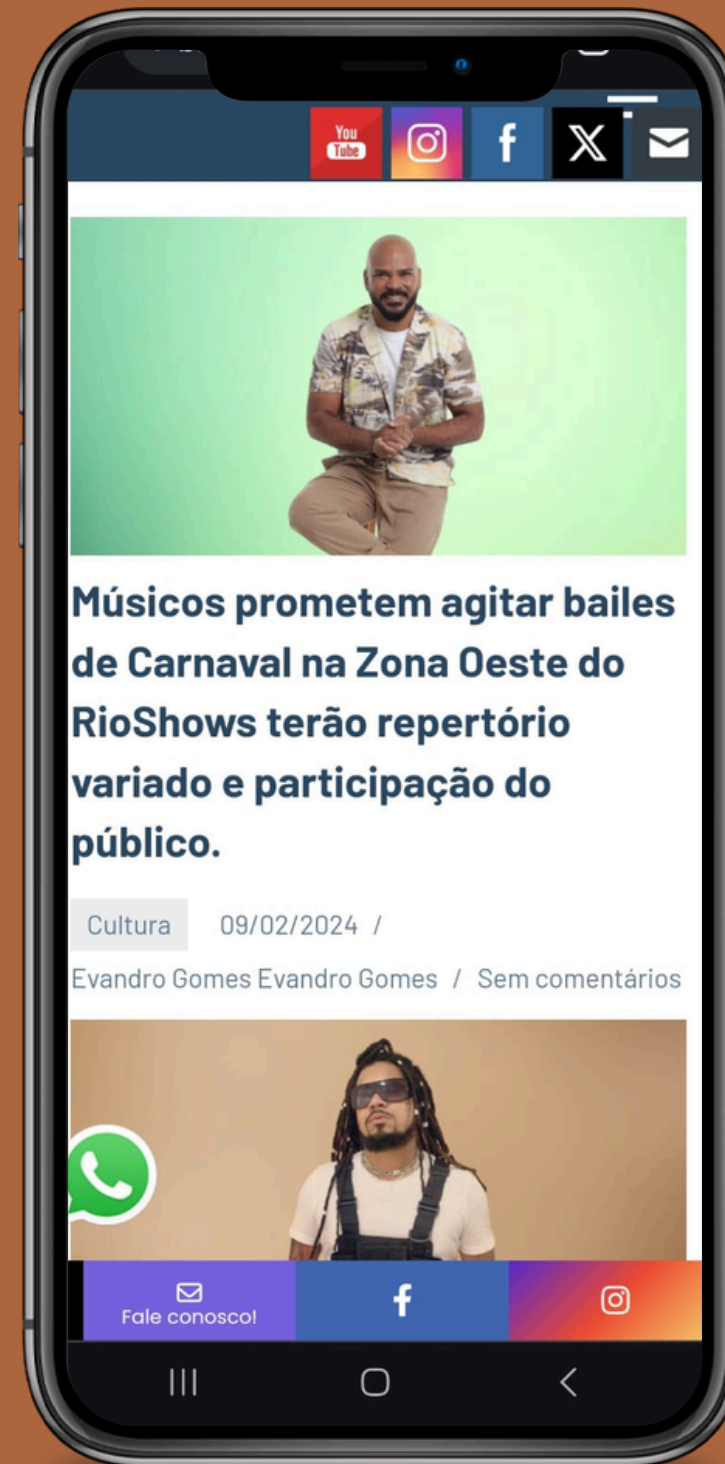 You
Tube
Músicos prometem agitar bailes
de Carnaval na Zona Oeste do
RioShows terão repertório
variado e participação do
público.
Cultura 09/02/2024 /
Evandro Gomes Evandro Gomes / Sem comentários
Fale conosco!